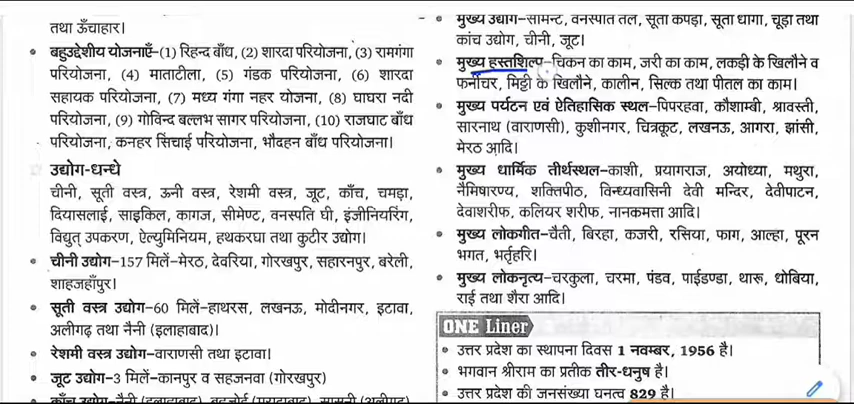 तथा ऊँचाहार।
बहुउद्देशीय योजनाएँ-(1) रिहन्द बाँध, (2) शारदा परियोजना, (3) रामगंगा
परियोजना, (4) माताटीला, (5) गंडक परियोजना, (6) शारदा
सहायक परियोजना, (7) मध्य गंगा नहर योजना, (8) घाघरा नदी
परियोजना, (9) गोविन्द बल्लभ सागर परियोजना, (10) राजघाट बाँध
परियोजना, कनहर सिंचाई परियोजना, भौदहन बाँध परियोजना।
उद्योग-धन्धे
चीनी, सूती वस्त्र, ऊनी वस्त्र, रेशमी वस्त्र, जूट, काँच, चमड़ा,
दियासलाई, साइकिल, कागज, सीमेण्ट, वनस्पति घी, इंजीनियरिंग,
विद्युत् उपकरण, ऐल्युमिनियम, हथकरघा तथा कुटीर उद्योग।
चीनी उद्योग-157 मिलें-मेरठ, देवरिया, गोरखपुर, सहारनपुर, बरेली,
शाहजहाँपुर।
सूती वस्त्र उद्योग-60 मिलें-हाथरस, लखनऊ, मोदीनगर, इटावा,
अलीगढ़ तथा नैनी (इलाहाबाद)।
रेशमी वस्त्र उद्योग-वाराणसी तथा इटावा।
जूट उद्योग-3 मिलें-कानपुर व सहजनवा (गोरखपुर)
काँच उद्योग-नैनी (इलाहाबाद), बहजोई (मुरादाबाद), सासनी (अलीगढ़)
मुख्य उद्योग-सीमेन्ट, वनस्पति तेल, सूती कपड़ा, सूती धागा, चूड़ी तथा
कांच उद्योग, चीनी, जूट।
मुख्य हस्तशिल्प-चिकन का काम, जरी का काम, लकड़ी के खिलौने व
फर्नीचर, मिट्टी के खिलौने, कालीन, सिल्क तथा पीतल का काम।
मुख्य पर्यटन एवं ऐतिहासिक स्थल-पिपरहवा, कौशाम्बी, श्रावस्ती,
सारनाथ (वाराणसी), कुशीनगर, चित्रकूट, लखनऊ, आगरा, झांसी,
मेरठ आदि।
मुख्य धार्मिक तीर्थस्थल-काशी, प्रयागराज, अयोध्या, मथुरा,
नैमिषारण्य, शक्तिपीठ, विन्ध्यवासिनी देवी मन्दिर, देवीपाटन,
देवाशरीफ, कलियर शरीफ, नानकमत्ता आदि।
मुख्य लोकगीत-चैती, बिरहा, कजरी, रसिया, फाग, आल्हा, पूरन
भगत, भर्तृहरि।
मुख्य लोकनृत्य-चरकुला, चरमा, पंडव, पाईडण्डा, थारू, धोबिया,
राई तथा शैरा आदि।
ONE Liner
उत्तर प्रदेश का स्थापना दिवस 1 नवम्बर, 1956 है।
भगवान श्रीराम का प्रतीक तीर-धनुष है।
उत्तर प्रदेश की जनसंख्या घनत्व 829 है।